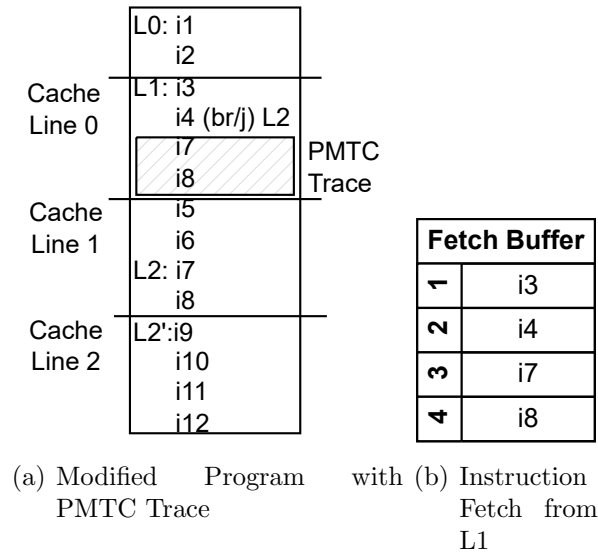 L0: i1
i2
Cache
Line 0
L1: i3
i4 (br/j) L2
i7
i8
PMTC
Trace
Cache
Line 1
i5
i6
L2: i7
i8
Cache
Line 2
L2':i9
i10
i11
i12
Fetch Buffer
1 i3
2 i4
3 i7
4 i8
(a) Modified Program with
PMTC Trace
(b) Instruction
Fetch from
L1